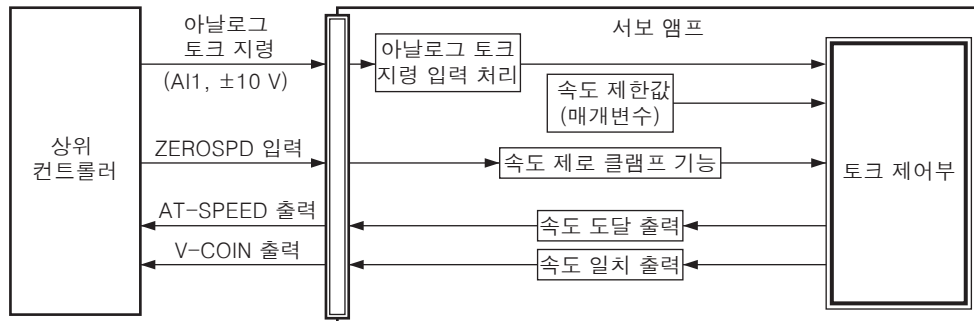 서보 앰프
아날로그
토크 지령
(AI1, ±10 V)
아날로그 토크
지령 입력 처리
속도 제한값
(매개변수)
상위
컨트롤러
ZEROSPD 입력
속도 제로 클램프 기능
토크 제어부
AT-SPEED 출력
속도 도달 출력
V-COIN 출력
속도 일치 출력